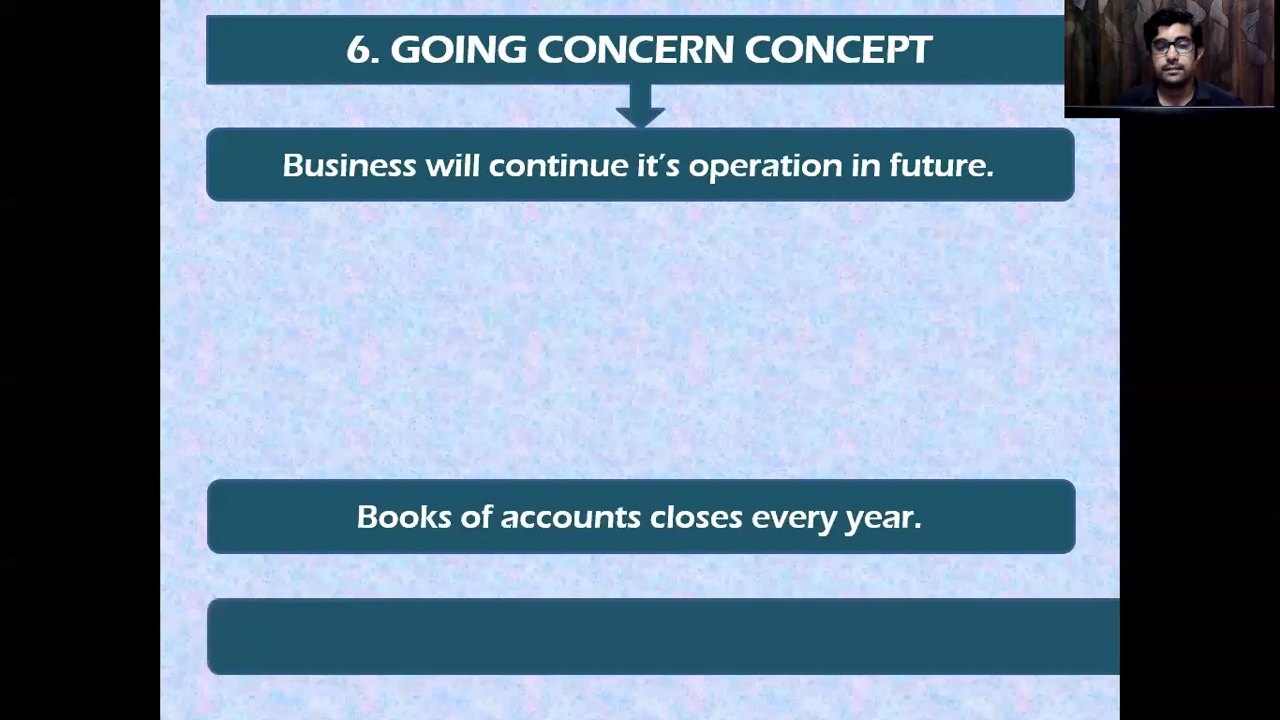 6. GOING CONCERN CONCEPT
Business will continue it’s operation in future.
Books of accounts closes every year.